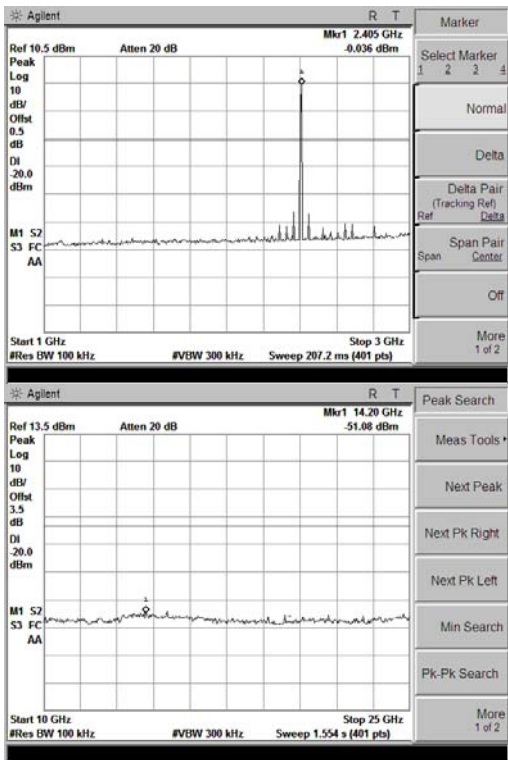 Agilent R T Marker
Mkr1 2.405 GHz
Ref 10.5 dBm Atten 20 dB -0.036 dBm
Select Marker
1 2 3 4
Peak
Log
10
dB/
Offst
0.5
dB
DI
-20.0
dBm
M1 S2
S3 FC
AA
1
Normal
Delta
Delta Pair
(Tracking Ref)
Ref Delta
Span Pair
Span Center
Off
More
1 of 2
Start 1 GHz Stop 3 GHz
#Res BW 100 kHz #VBW 300 kHz Sweep 207.2 ms (401 pts)
Agilent R T Peak Search
Mkr1 14.20 GHz
Ref 13.5 dBm Atten 20 dB -51.08 dBm
Peak
Log
10
dB/
Offst
3.5
dB
DI
-20.0
dBm
M1 S2
S3 FC
AA
1
Meas Tools
Next Peak
Next Pk Right
Next Pk Left
Min Search
Pk-Pk Search
More
1 of 2
Start 10 GHz Stop 25 GHz
#Res BW 100 kHz #VBW 300 kHz Sweep 1.554 s (401 pts)